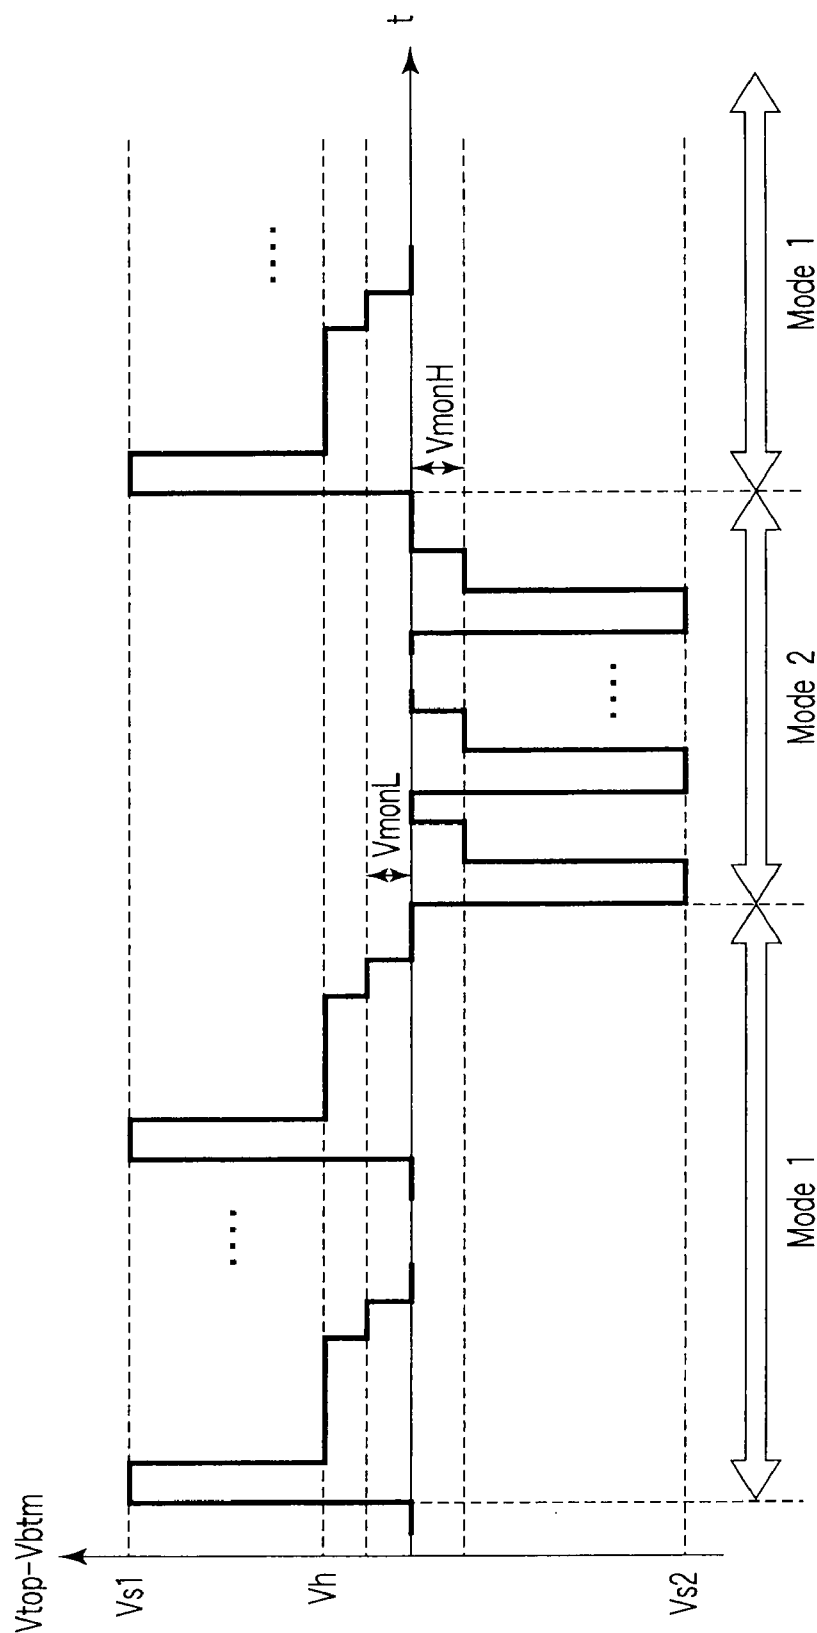 Vtop-Vbtm
Vs1
Vh
Vs2
t
....
VmonL
....
VmonH
....
Mode 1
Mode 2
Mode 1